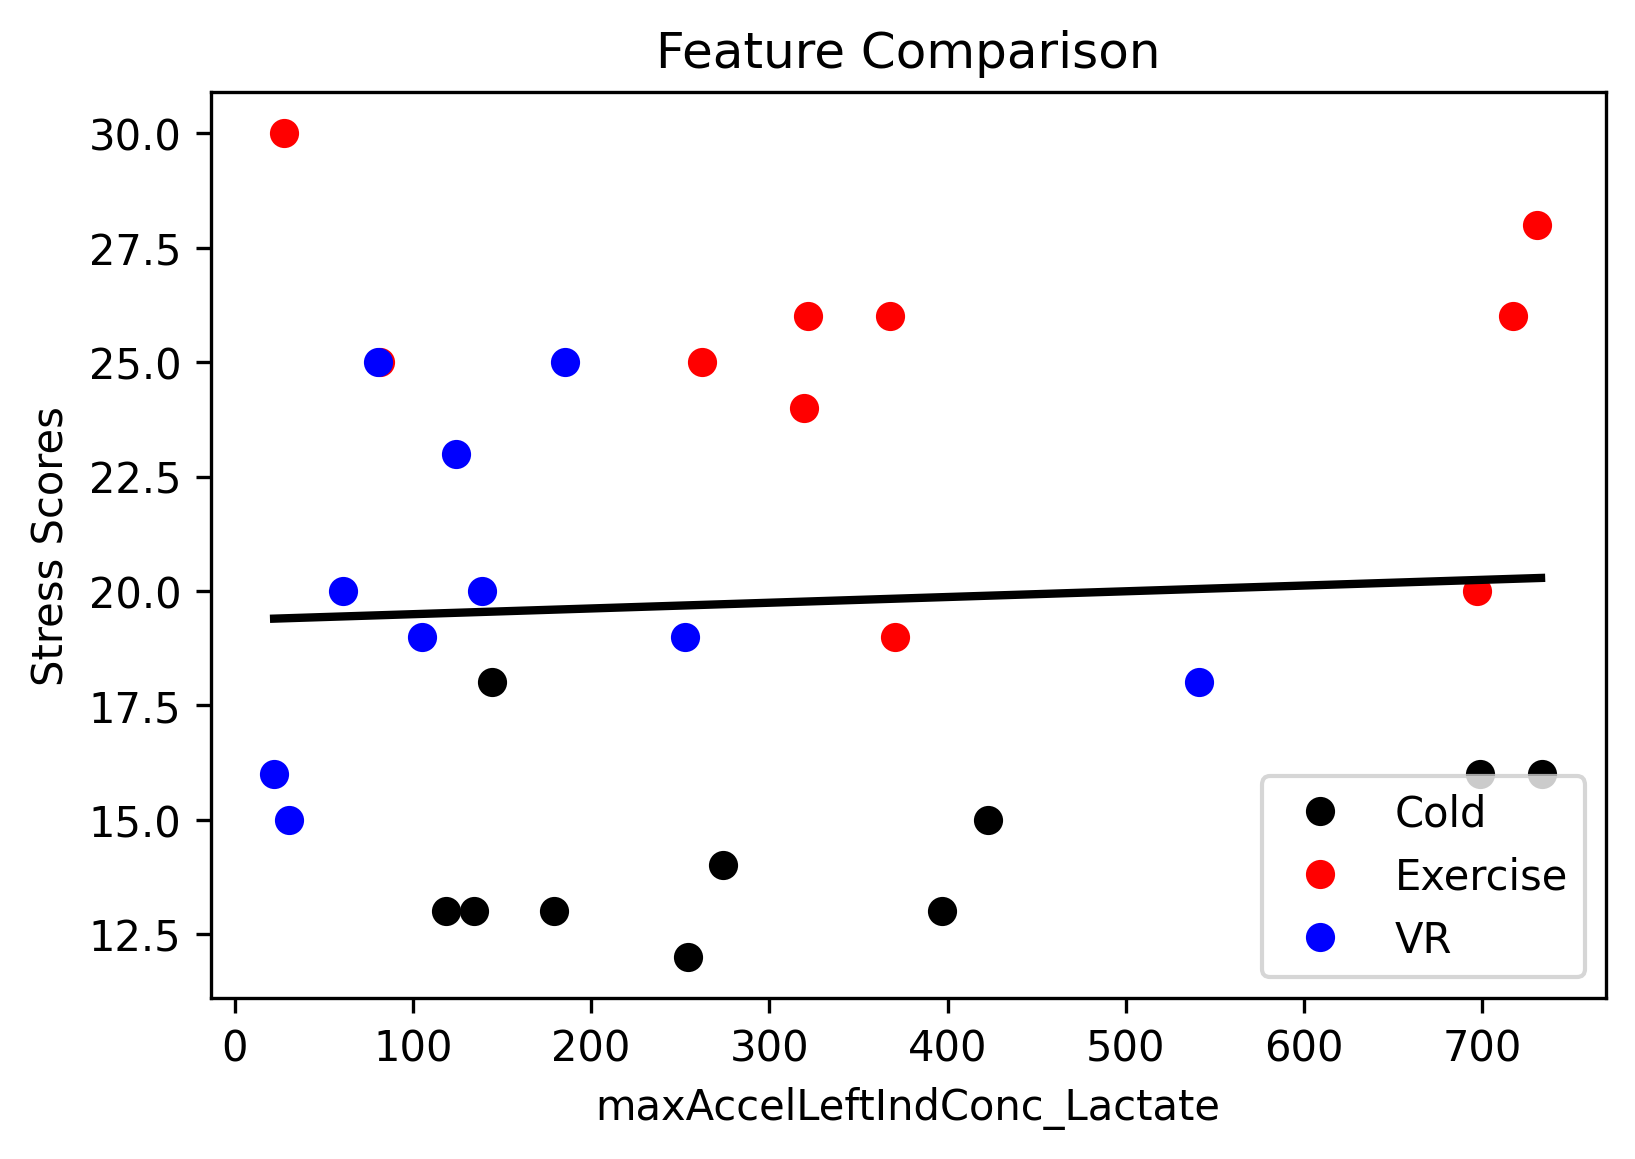 Feature Comparison
30.0
27.5
25.0
22.5
20.0
17.5
15.0
12.5
Stress Scores
Cold
Exercise
VR
0 100 200 300 400 500 600 700
maxAccelLeftIndConc_Lactate